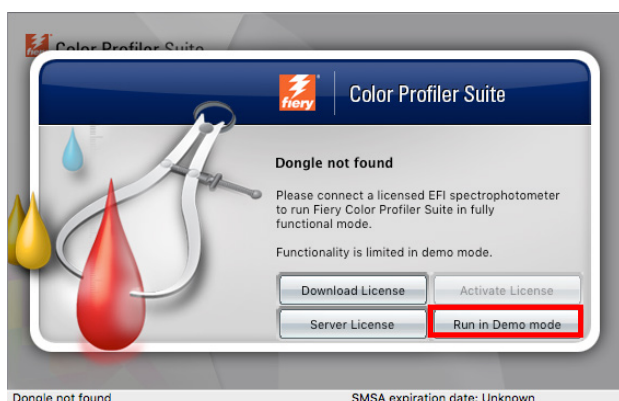 Color Profiler Suite
fiery
Color Profiler Suite
Dongle not found
Please connect a licensed EFI spectrophotometer
to run Fiery Color Profiler Suite in fully
functional mode.
Functionality is limited in demo mode.
Download License
Activate License
Server License
Run in Demo mode
Dongle not found
SMSA expiration date: Unknown